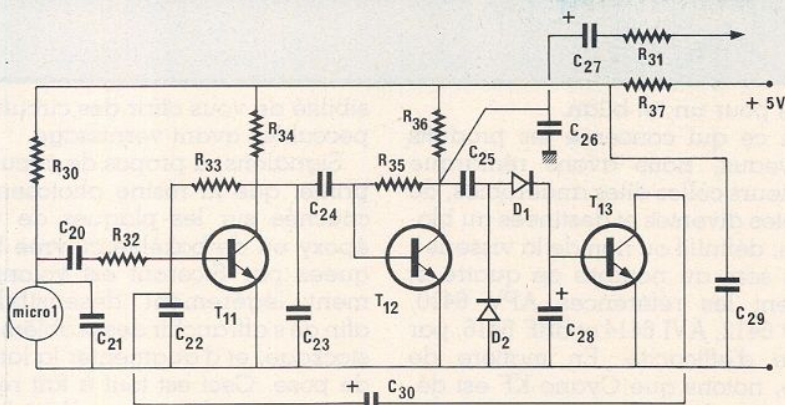 +
C27
R31
R37
+ 5V
R34
R36
R30
R33
R35
C25
C26
C24
D1
T13
C20
R32
T11
T12
micro1
C21
C22
C23
D2
+
C28
C29
+
C30